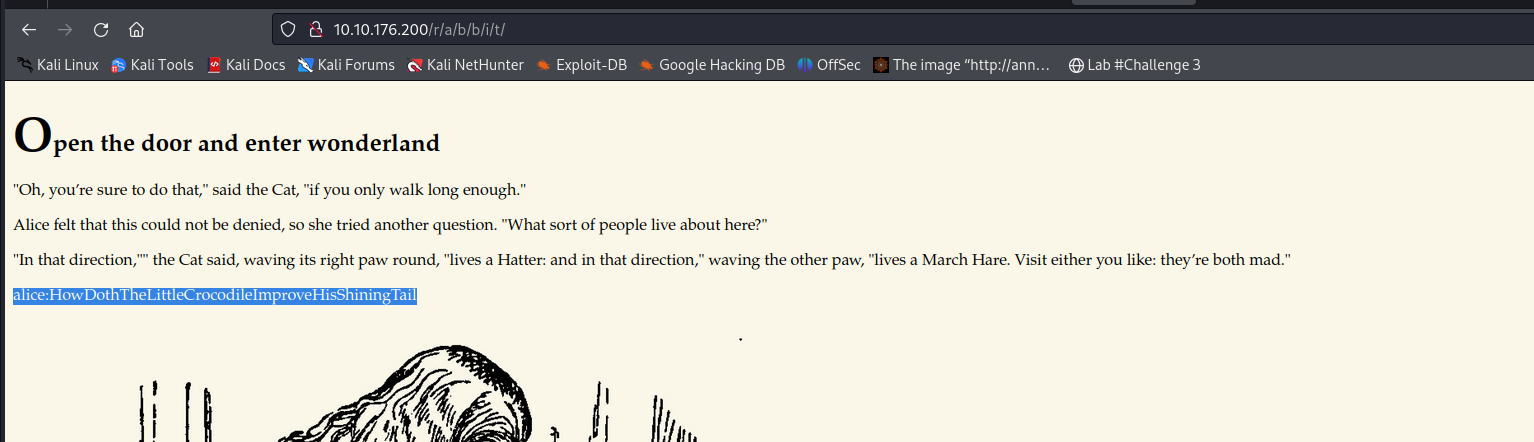 10.10.176.200/r/a/b/b/i/t/
Kali Linux Kali Tools Kali Docs Kali Forums Kali NetHunter Exploit-DB Google Hacking DB OffSec The image “http://ann… Lab #Challenge 3
Open the door and enter wonderland
"Oh, you’re sure to do that," said the Cat, "if you only walk long enough."
Alice felt that this could not be denied, so she tried another question. "What sort of people live about here?"
"In that direction,"" the Cat said, waving its right paw round, "lives a Hatter: and in that direction," waving the other paw, "lives a March Hare. Visit either you like: they’re both mad."
alice:HowDothTheLittleCrocodileImproveHisShiningTail